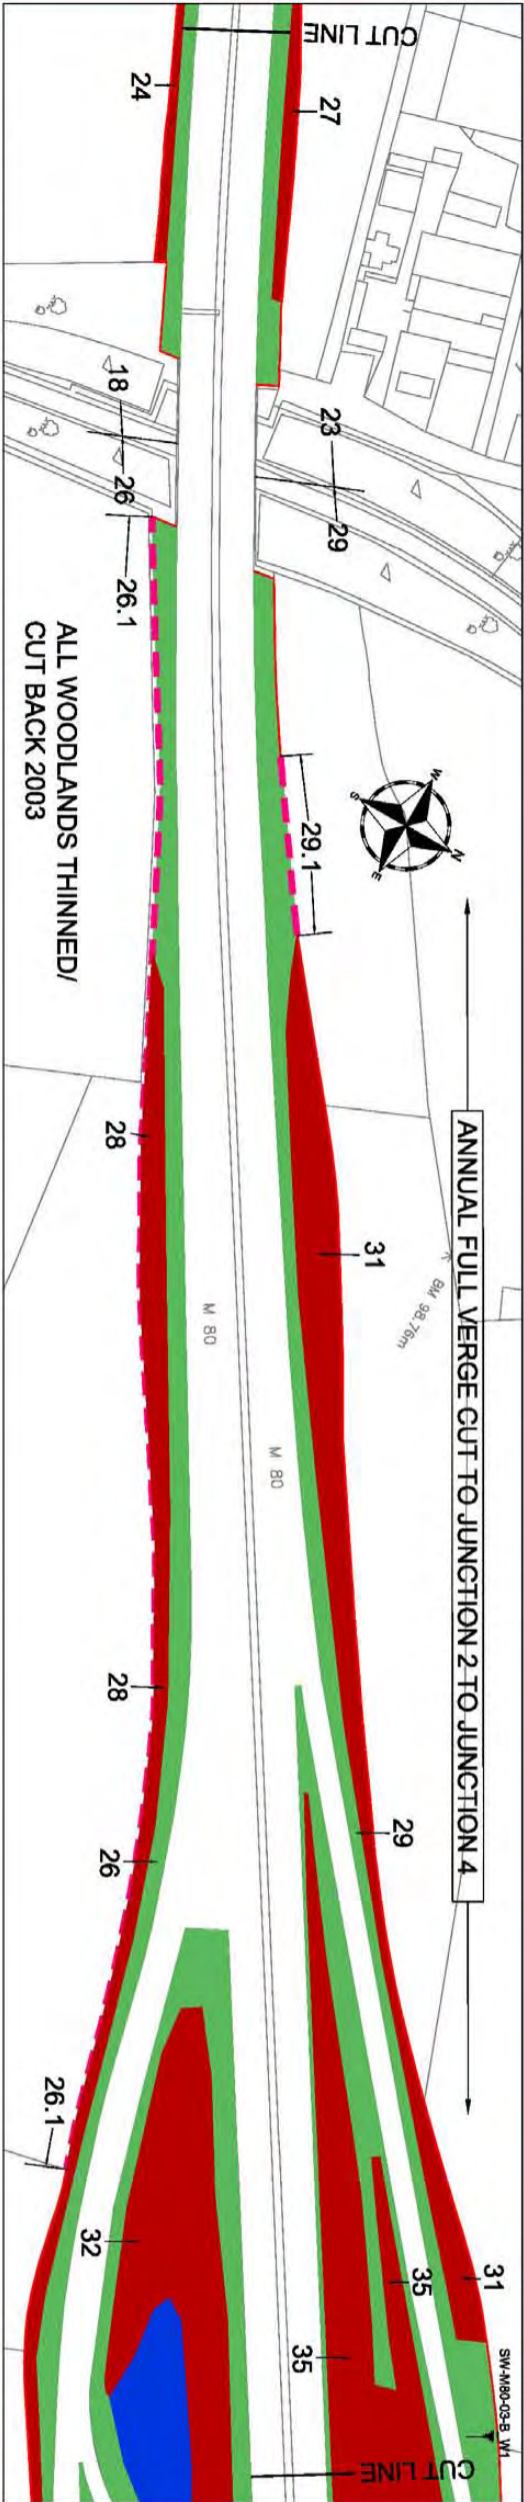 CUT LINE
24
27
18
26
26.1
23
29
29.1
W
N
S
E
ALL WOODLANDS THINNED/
CUT BACK 2003
ANNUAL FULL VERGE CUT TO JUNCTION 2 TO JUNCTION 4
BM 98.76m
28
31
M 80
M 80
28
26
29
26.1
32
35
35
31
SW-M80-03-B_W1
CUT LINE